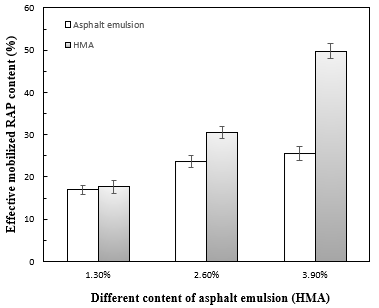 Effective mobilized RAP content (%)
60
50
40
30
20
10
0
Asphalt emulsion
HMA
1.30%
2.60%
3.90%
Different content of asphalt emulsion (HMA)